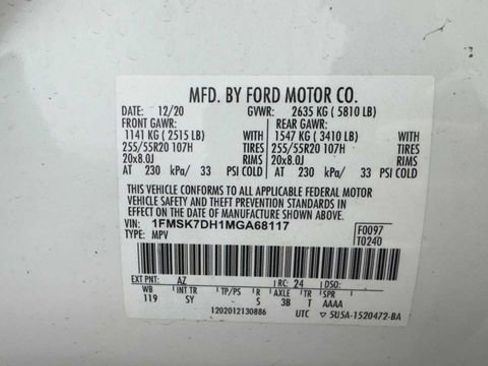 MFD. BY FORD MOTOR CO.
DATE: 12/20 GVWR: 2635 KG ( 5810 LB)
FRONT GAWR: REAR GAWR:
1141 KG ( 2515 LB) WITH 1547 KG ( 3410 LB) WITH
255/55R20 107H TIRES 255/55R20 107H TIRES
20x8.0J RIMS 20x8.0J RIMS
AT 230 kPa/ 33 PSI COLD AT 230 kPa/ 33 PSI COLD
THIS VEHICLE CONFORMS TO ALL APPLICABLE FEDERAL MOTOR
VEHICLE SAFETY AND THEFT PREVENTION STANDARDS IN
EFFECT ON THE DATE OF MANUFACTURE SHOWN ABOVE.
VIN: 1FMSK7DH1MGA68117 F0097
TYPE: MPV T0240
EXT PNT: AZ RC: 24 DSO:
WB INT TR TP/PS R AXLE TR SPR
119 SY S 3B T AAAA
1202012130886 UTC 5U5A-1520472-BA